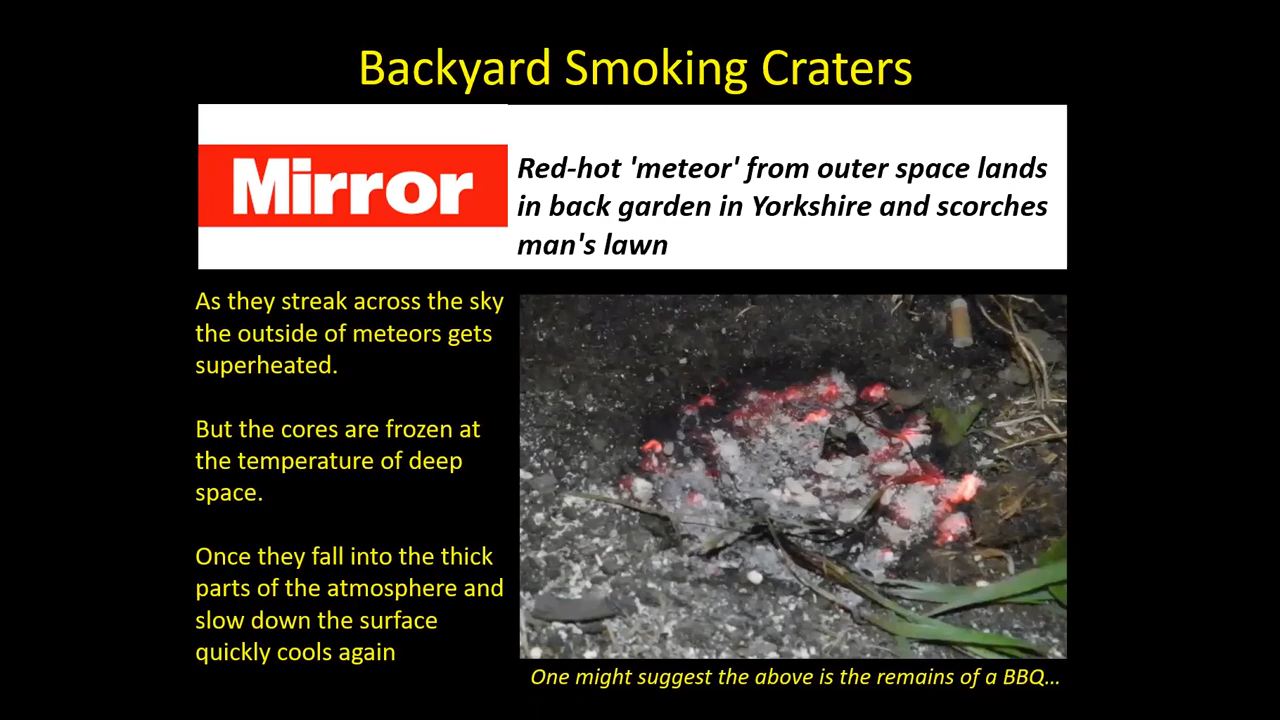 Backyard Smoking Craters
Mirror
Red-hot 'meteor' from outer space lands
in back garden in Yorkshire and scorches
man's lawn
As they streak across the sky
the outside of meteors gets
superheated.
But the cores are frozen at
the temperature of deep
space.
Once they fall into the thick
parts of the atmosphere and
slow down the surface
quickly cools again
One might suggest the above is the remains of a BBQ...